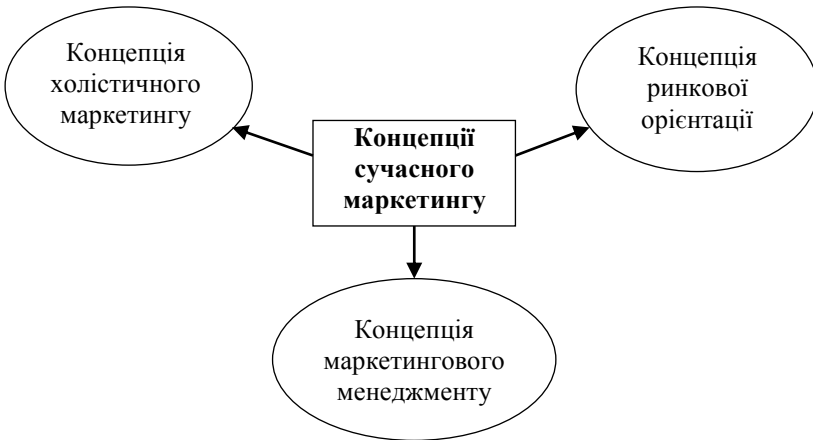 Концепція
холістичного
маркетингу
Концепція
ринкової
орієнтації
Концепції
сучасного
маркетингу
Концепція
маркетингового
менеджменту